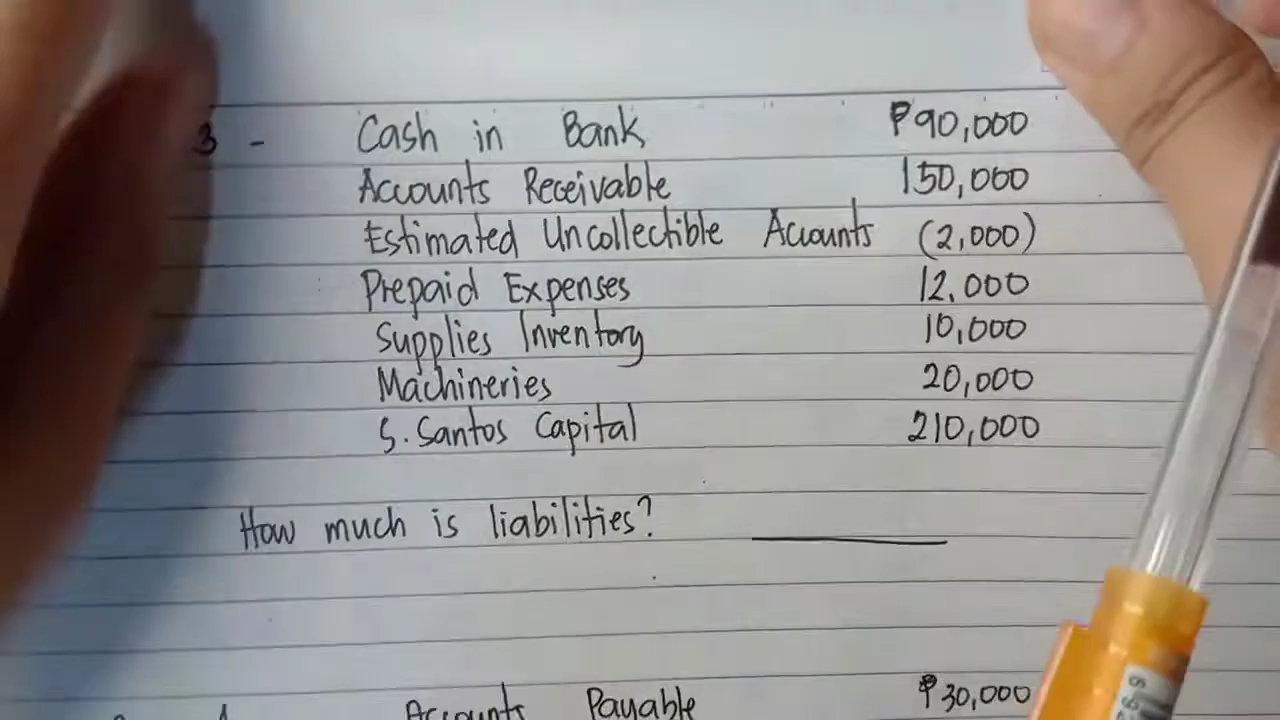 3 - Cash in Bank ₱90,000
Accounts Receivable 150,000
Estimated Uncollectible Accounts (2,000)
Prepaid Expenses 12,000
Supplies Inventory 10,000
Machineries 20,000
S. Santos Capital 210,000
How much is liabilities?
Accounts Payable ₱30,000